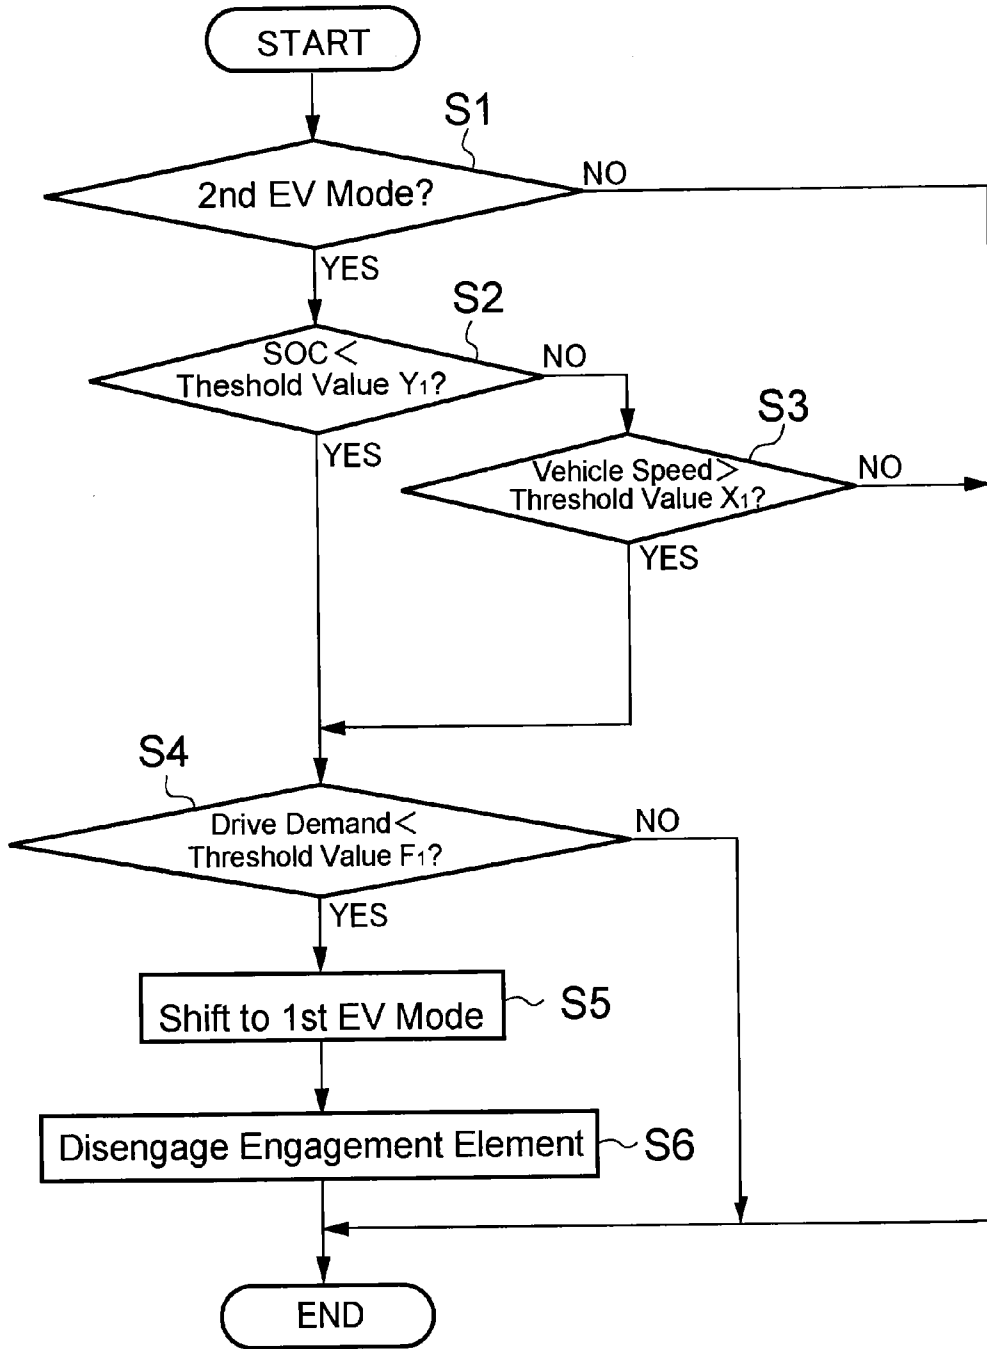 START
S1
2nd EV Mode?
NO
YES
S2
SOC<
Theshold Value Y₁?
NO
YES
S3
Vehicle Speed>
Threshold Value X₁?
NO
YES
S4
Drive Demand<
Threshold Value F₁?
NO
YES
Shift to 1st EV Mode
S5
Disengage Engagement Element
S6
END